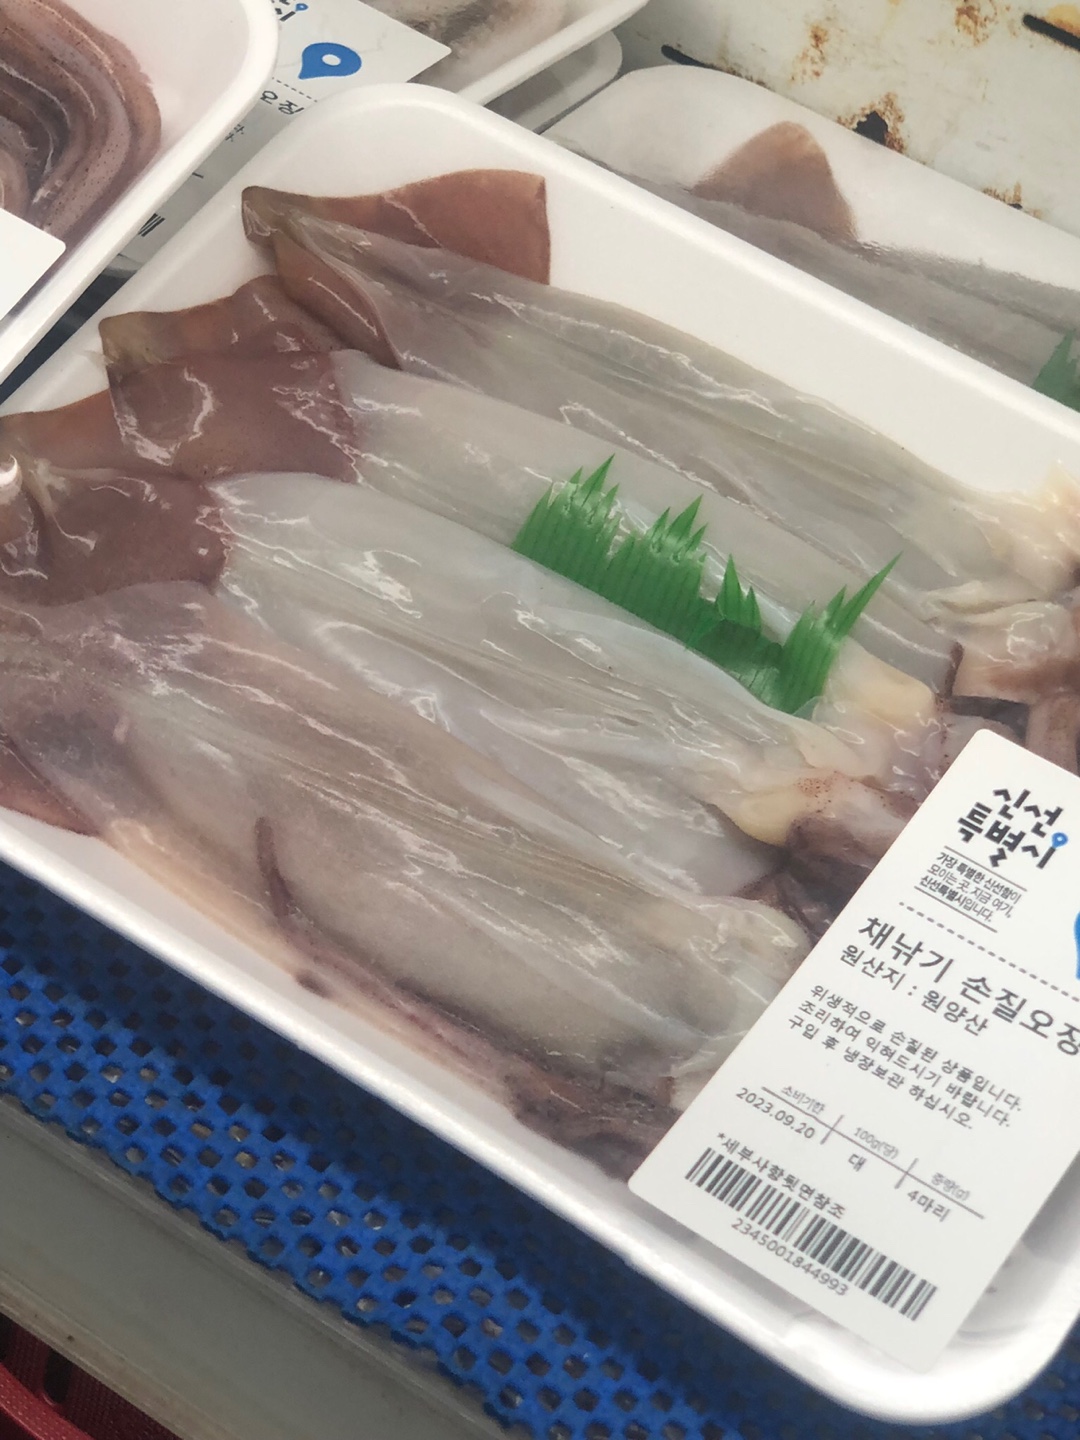 신선
특별시
가장 특별한 신선함이
모이는 곳, 지금 여기,
신선특별시입니다.
채낚기 손질오징
원산지 : 원양산
위생적으로 손질된 상품입니다.
조리하여 익혀드시기 바랍니다.
구입 후 냉장보관 하십시오.
소비기한 100g(당) 중량(g)
2023.09.20 대 4마리
*세부사항뒷면참조
2345001844993